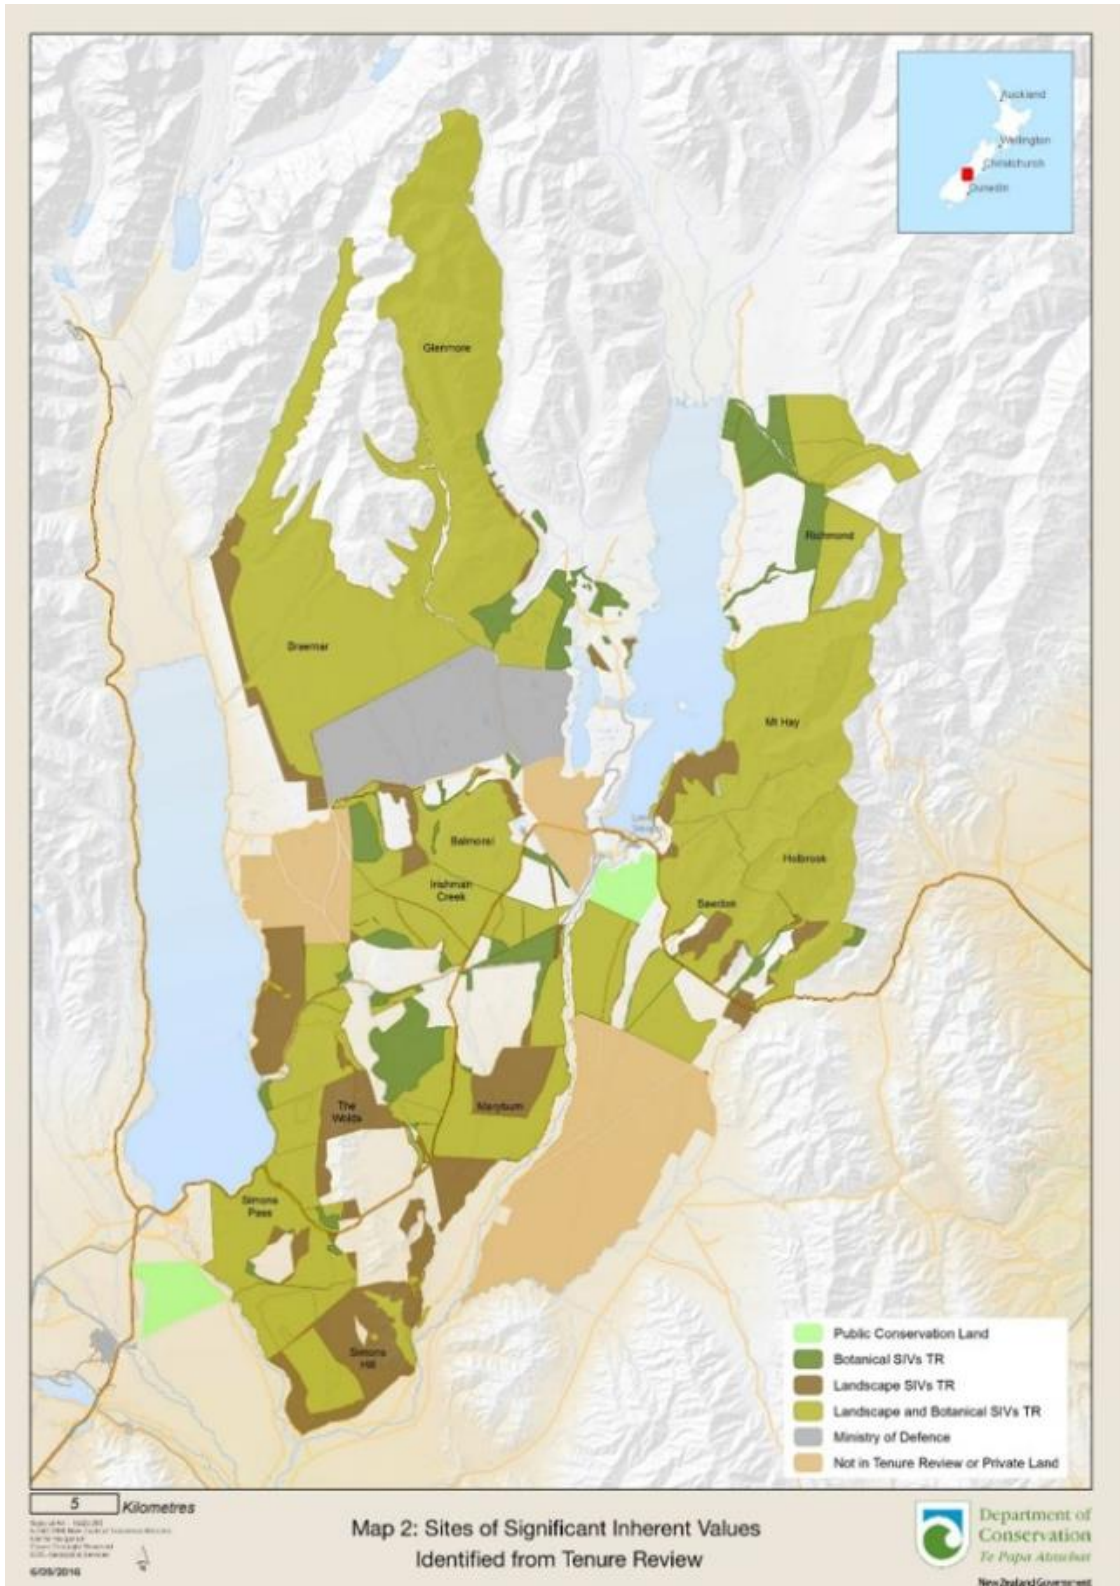 Auckland
Wellington
Christchurch
Dunedin
Glenmore
Richmond
Braemar
Mt Hay
Balmoral
Holbrook
Irishman
Creek
Sawdon
The
Wolds
Maryburn
Simons
Pass
Simons
Hill
Public Conservation Land
Botanical SIVs TR
Landscape SIVs TR
Landscape and Botanical SIVs TR
Ministry of Defence
Not in Tenure Review or Private Land
5 Kilometres
6/09/2016
Map 2: Sites of Significant Inherent Values
Identified from Tenure Review
Department of
Conservation
Te Papa Atawhai
New Zealand Government